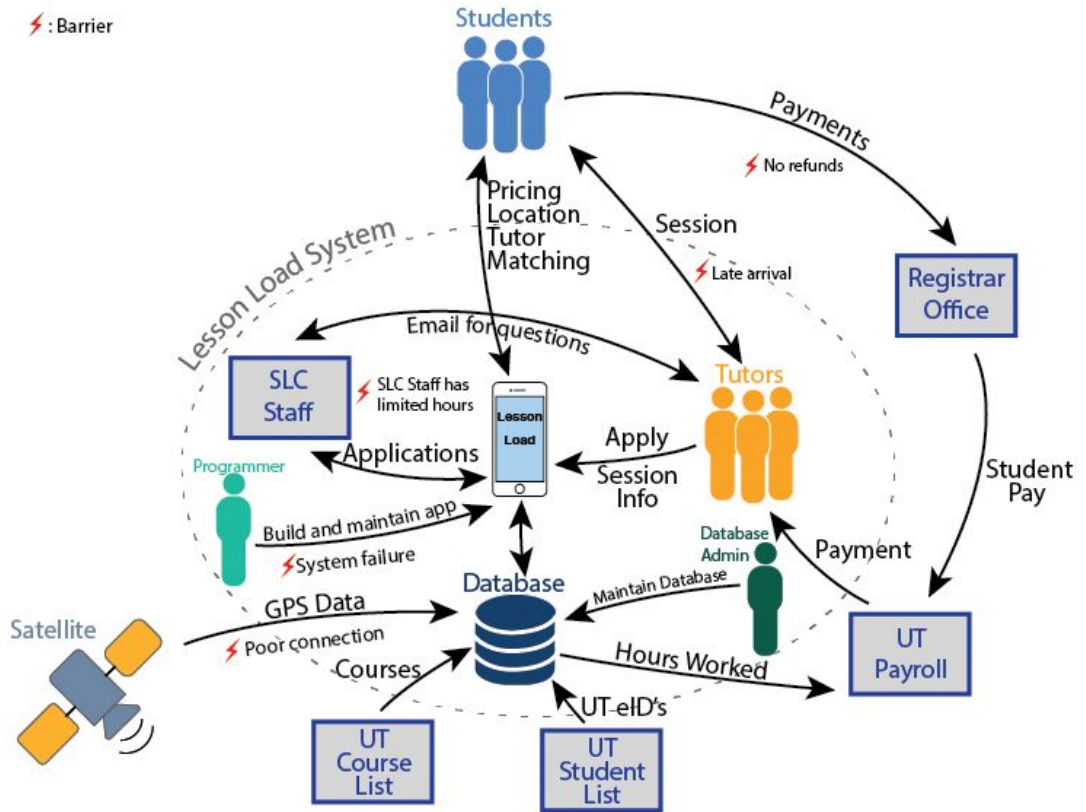 Students
: Barrier
Payments
No refunds
Pricing
Location
Tutor
Matching
Session
Late arrival
Lesson Load System
Registrar
Office
Email for questions
SLC
Staff
SLC Staff has
limited hours
Tutors
Lesson
Load
Applications
Apply
Session
Info
Programmer
Student
Pay
Build and maintain app
System failure
Database
Admin
Payment
Database
Maintain Database
GPS Data
Satellite
Poor connection
Courses
Hours Worked
UT
Payroll
UT eID's
UT
Course
List
UT
Student
List